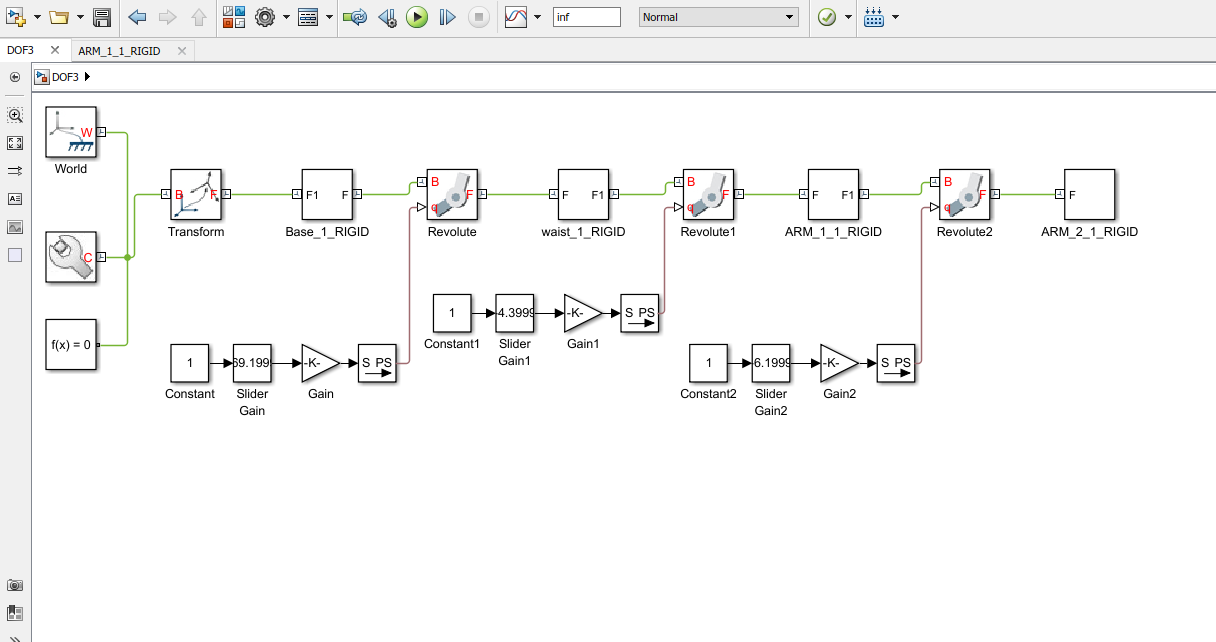 inf
Normal
DOF3
ARM_1_1_RIGID
DOF3
W
World
C
f(x) = 0
B
F
Transform
F1
F
Base_1_RIGID
B
F
q
Revolute
F
F1
waist_1_RIGID
B
F
q
Revolute1
F
F1
ARM_1_1_RIGID
B
F
q
Revolute2
F
ARM_2_1_RIGID
1
Constant1
4.3999
Slider
Gain1
-K-
Gain1
S PS
1
Constant
69.199
Slider
Gain
-K-
Gain
S PS
1
Constant2
6.1999
Slider
Gain2
-K-
Gain2
S PS